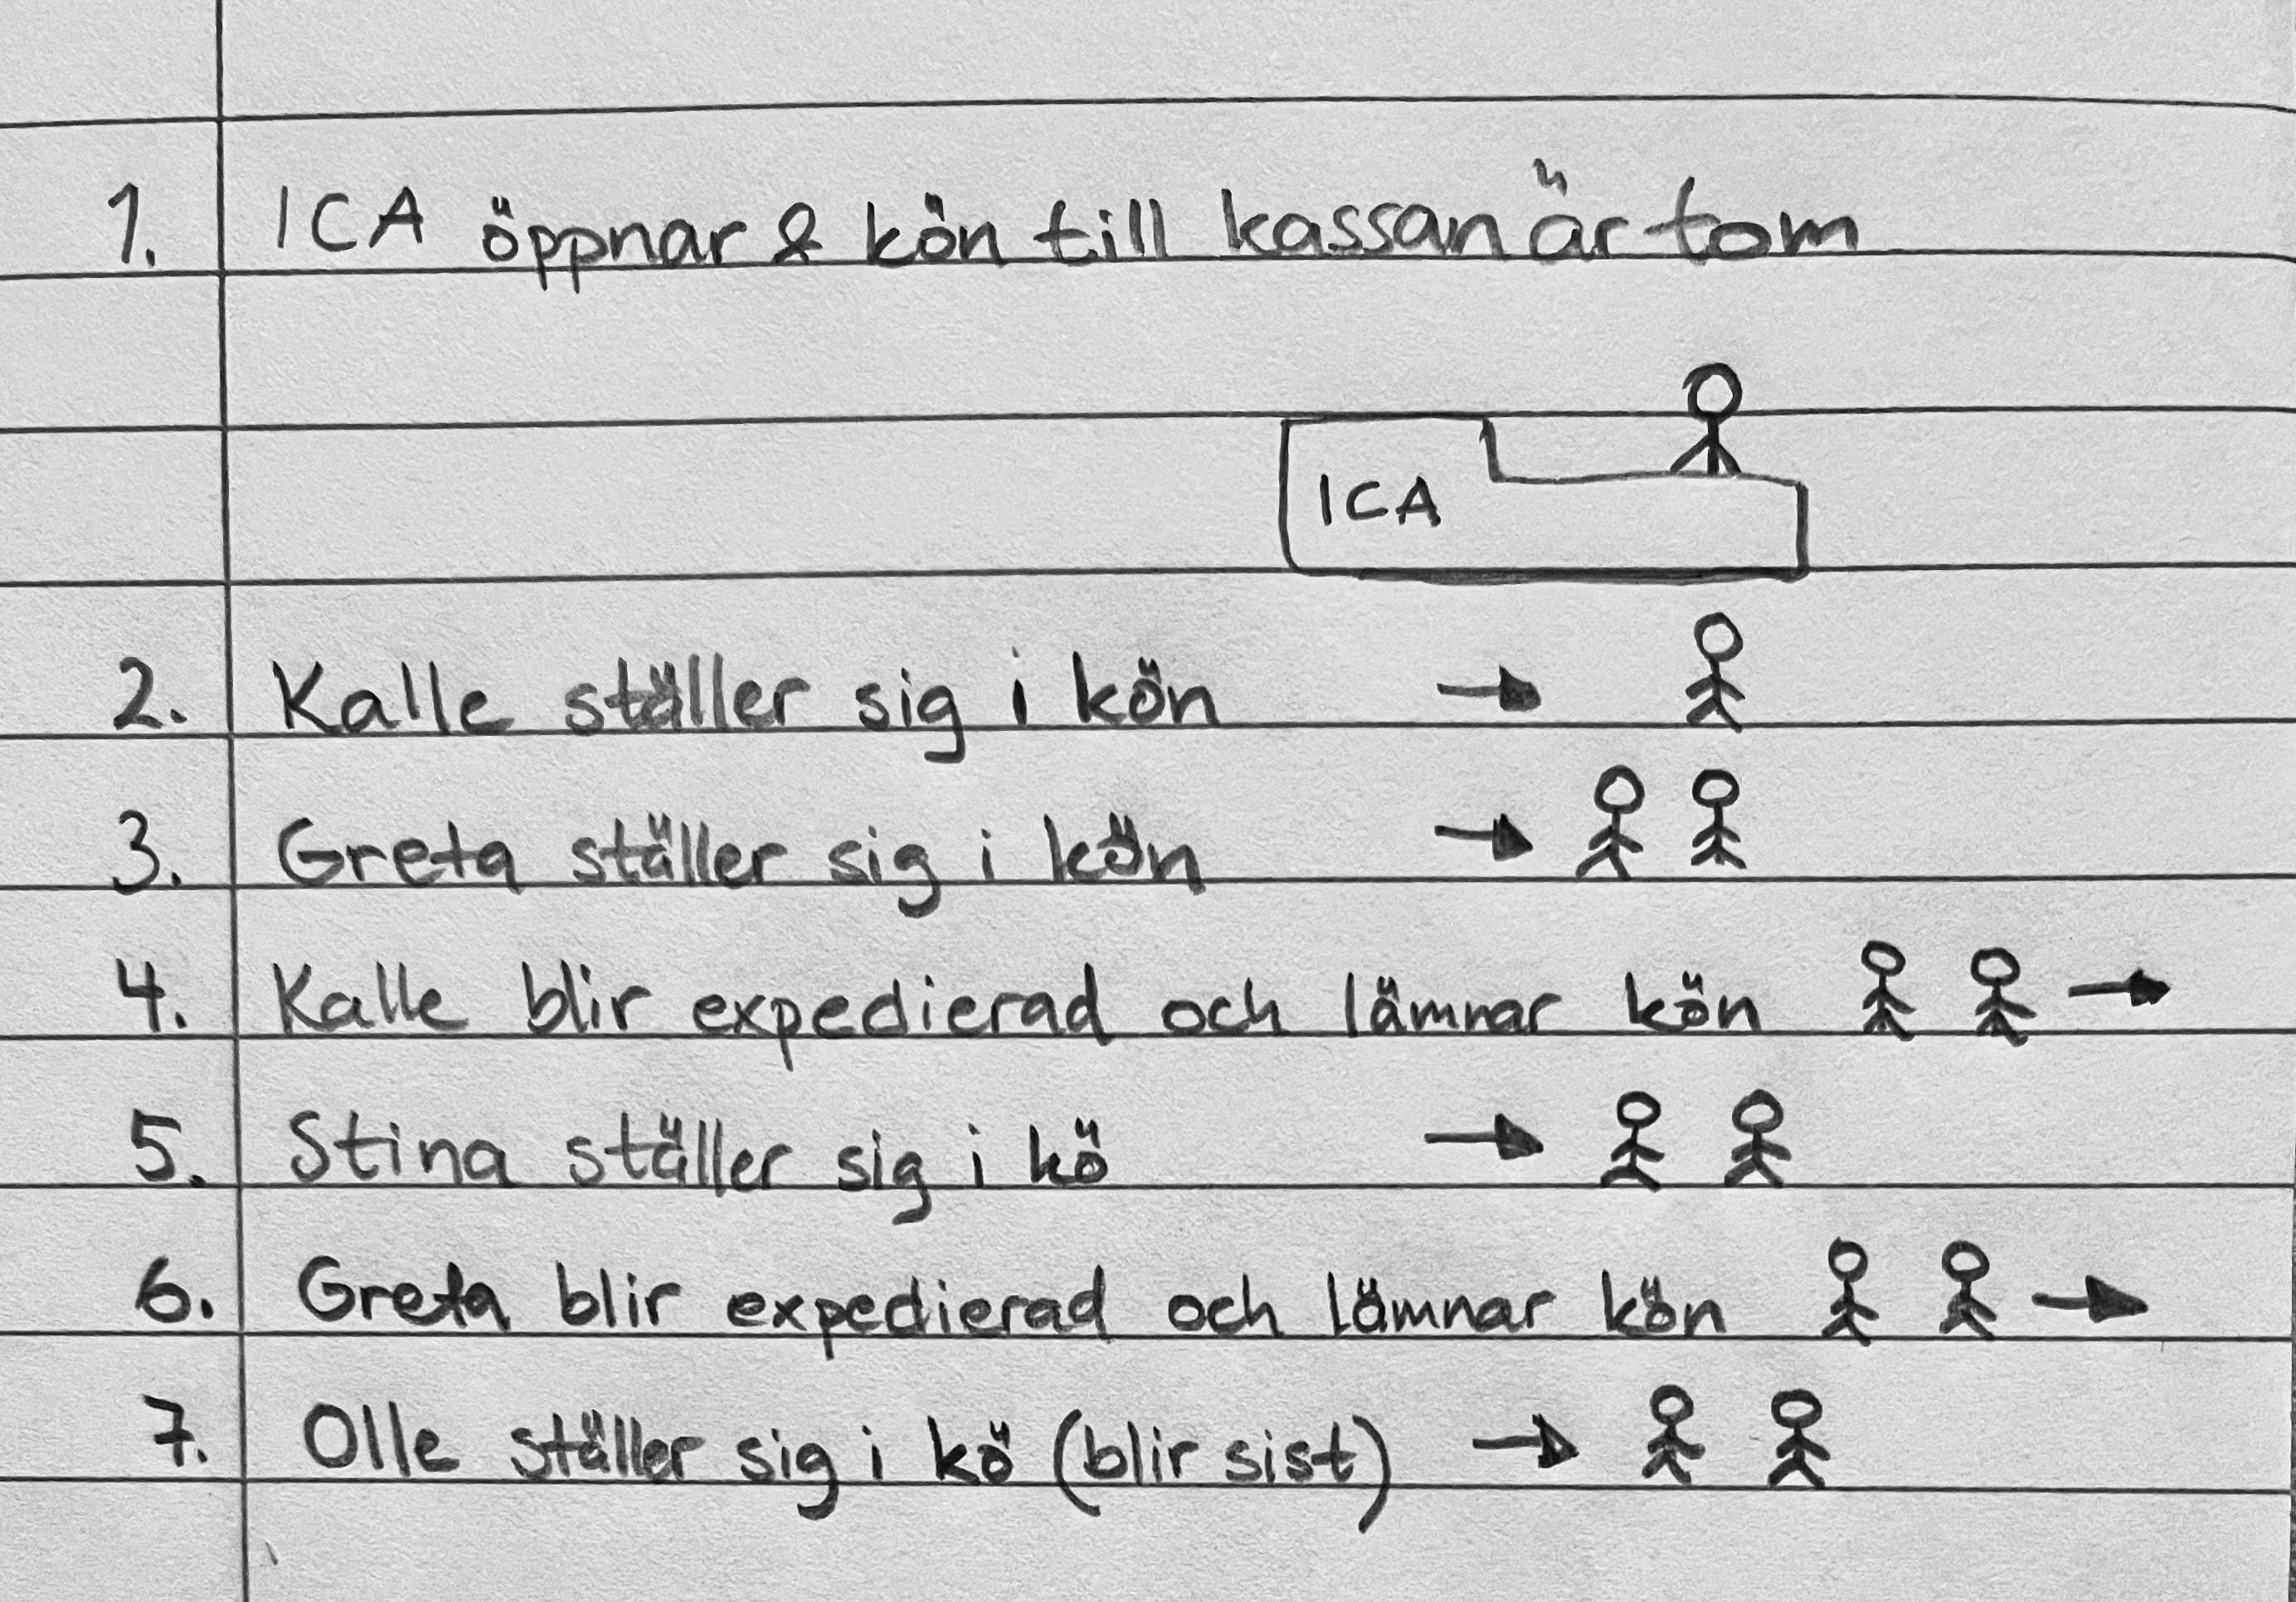 1. ICA öppnar & kön till kassan är tom
ICA
2. Kalle ställer sig i kön
3. Greta ställer sig i kön
4. Kalle blir expedierad och lämnar kön
5. Stina ställer sig i kö
6. Greta blir expedierad och lämnar kön
7. Olle ställer sig i kö (blir sist)